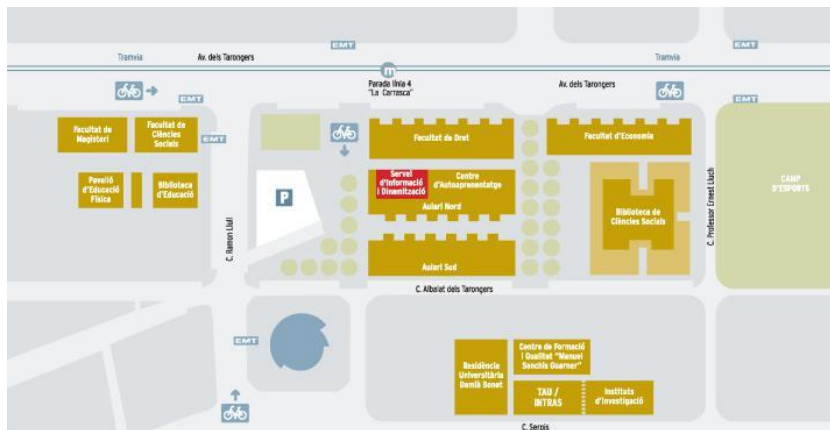 EMT
Tramvia
Av. dels Tarongers
Tramvia
EMT
m
Parada línia 4
"La Carrasca"
Av. dels Tarongers
EMT
EMT
EMT
Facultat de
Magisteri
Facultat de
Ciències
Socials
Facultat de Dret
Facultat d'Economia
Pavelló
d'Educació
Física
Biblioteca
d'Educació
P
Servei
d'Informació
i Dinamització
Centre
d'Autoaprenentatge
Aulari Nord
Biblioteca de
Ciències Socials
CAMP
D'ESPORTS
C. Ramon Llull
C. Professor Ernest Lluch
Aulari Sud
C. Albalat dels Tarongers
EMT
Residència
Universitària
Damià Bonet
Centre de Formació
i Qualitat "Manuel
Sanchis Guarner"
TAU /
INTRAS
Instituts
d'Investigació
C. Serpis